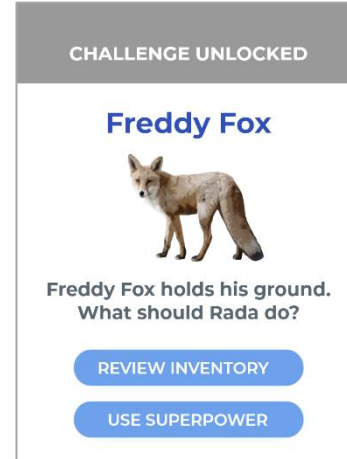 CHALLENGE UNLOCKED
Freddy Fox
Freddy Fox holds his ground.
What should Rada do?
REVIEW INVENTORY
USE SUPERPOWER